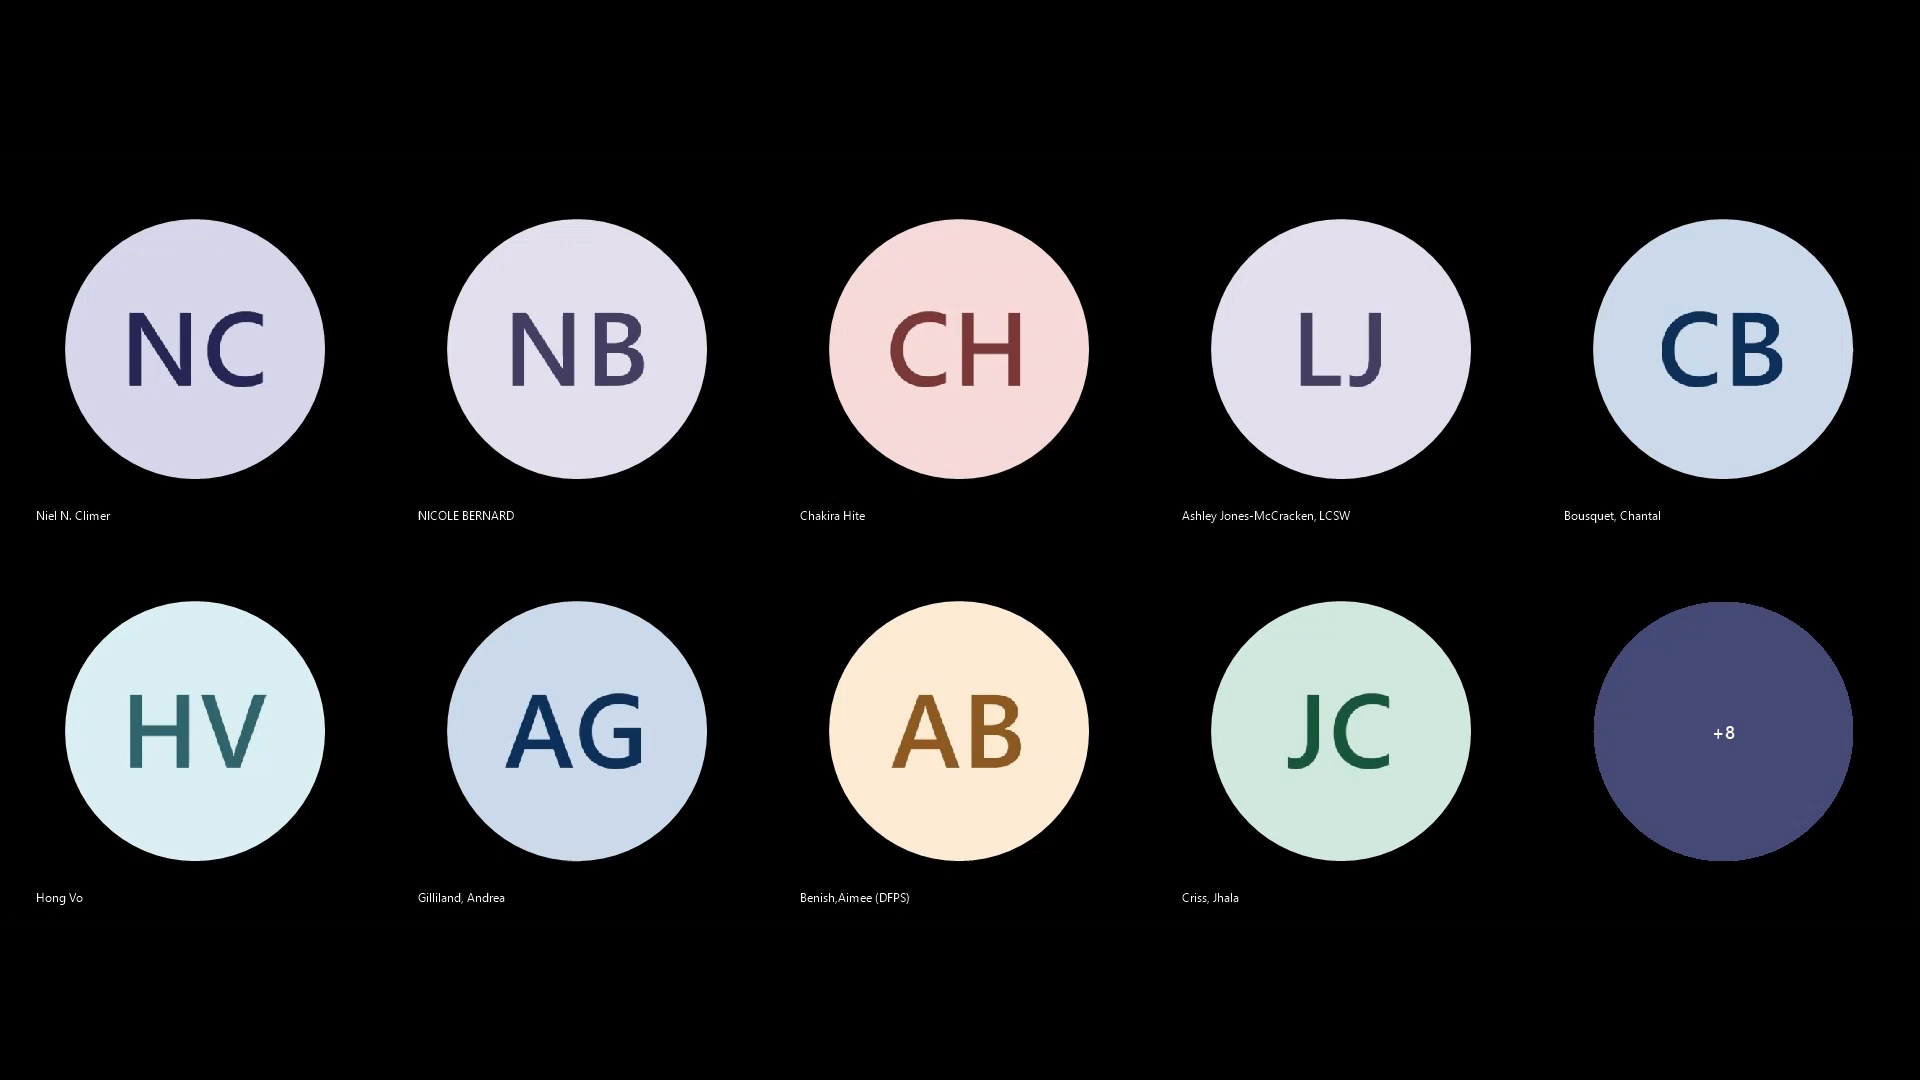 NC
NB
CH
LJ
CB
Niel N. Climer
NICOLE BERNARD
Chakira Hite
Ashley Jones-McCracken, LCSW
Bousquet, Chantal
HV
AG
AB
JC
+8
Hong Vo
Gilliland, Andrea
Benish,Aimee (DFPS)
Criss, Jhala